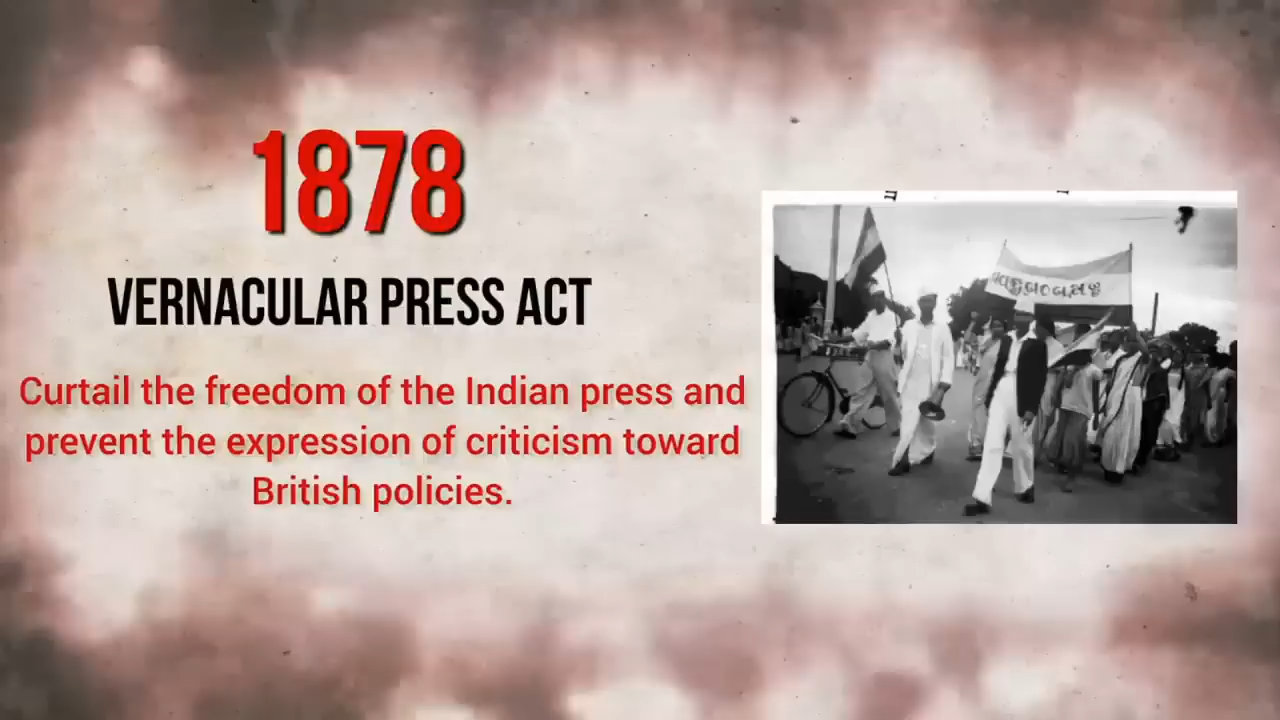 1878
VERNACULAR PRESS ACT
Curtail the freedom of the Indian press and
prevent the expression of criticism toward
British policies.